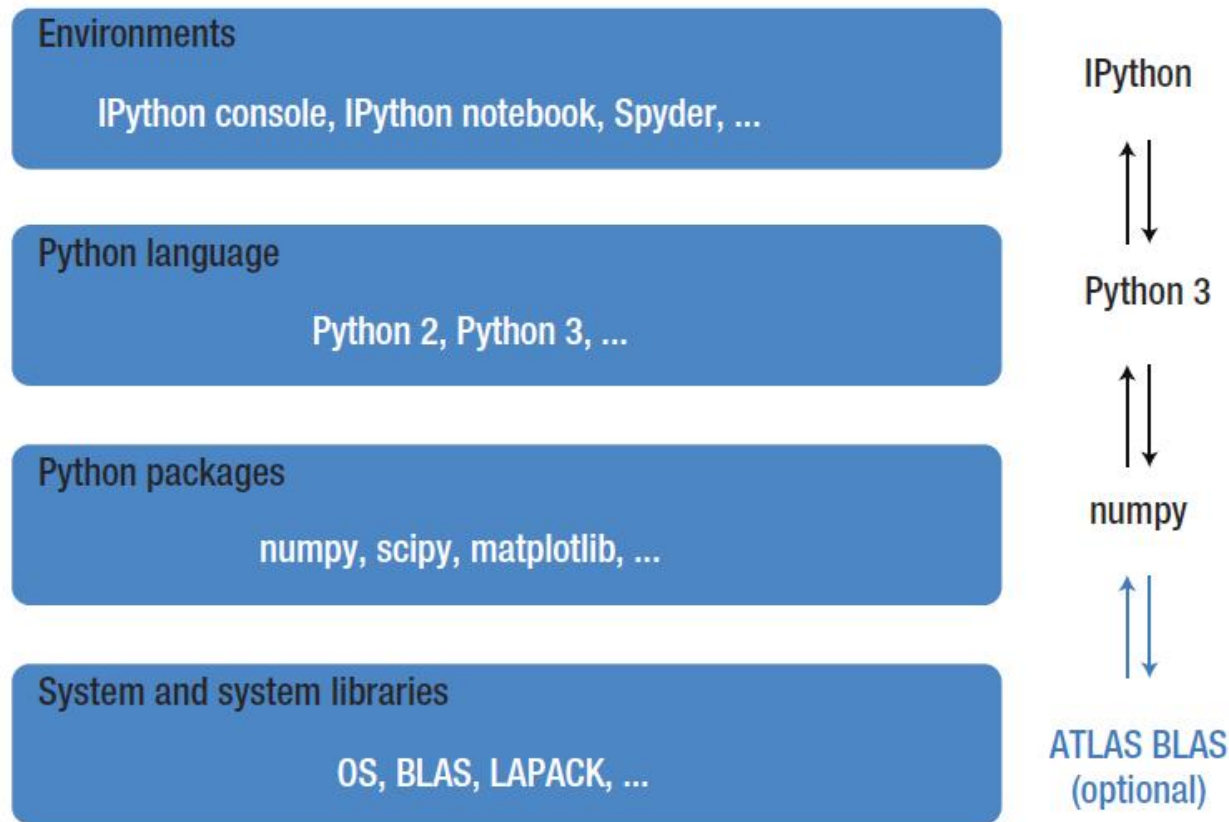 Environments
IPython console, IPython notebook, Spyder, ...
IPython
Python language
Python 2, Python 3, ...
Python 3
Python packages
numpy, scipy, matplotlib, ...
numpy
System and system libraries
OS, BLAS, LAPACK, ...
ATLAS BLAS
(optional)